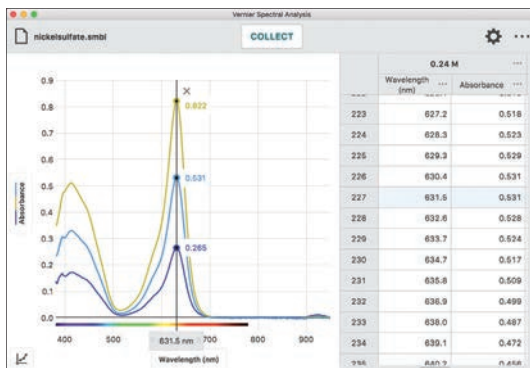 Vernier Spectral Analysis
nickelsulfate.smbl
COLLECT
0.9
0.8
0.7
0.6
0.5
0.4
0.3
0.2
0.1
0.0
Absorbance
0.822
0.531
0.265
400 500 700 800 900
631.5 nm
Wavelength (nm)
0.24 M
Wavelength (nm) Absorbance
223 627.2 0.518
224 628.3 0.523
225 629.3 0.529
226 630.4 0.531
227 631.5 0.531
228 632.6 0.528
229 633.7 0.524
230 634.7 0.517
231 635.8 0.509
232 636.9 0.499
233 638.0 0.487
234 639.1 0.472